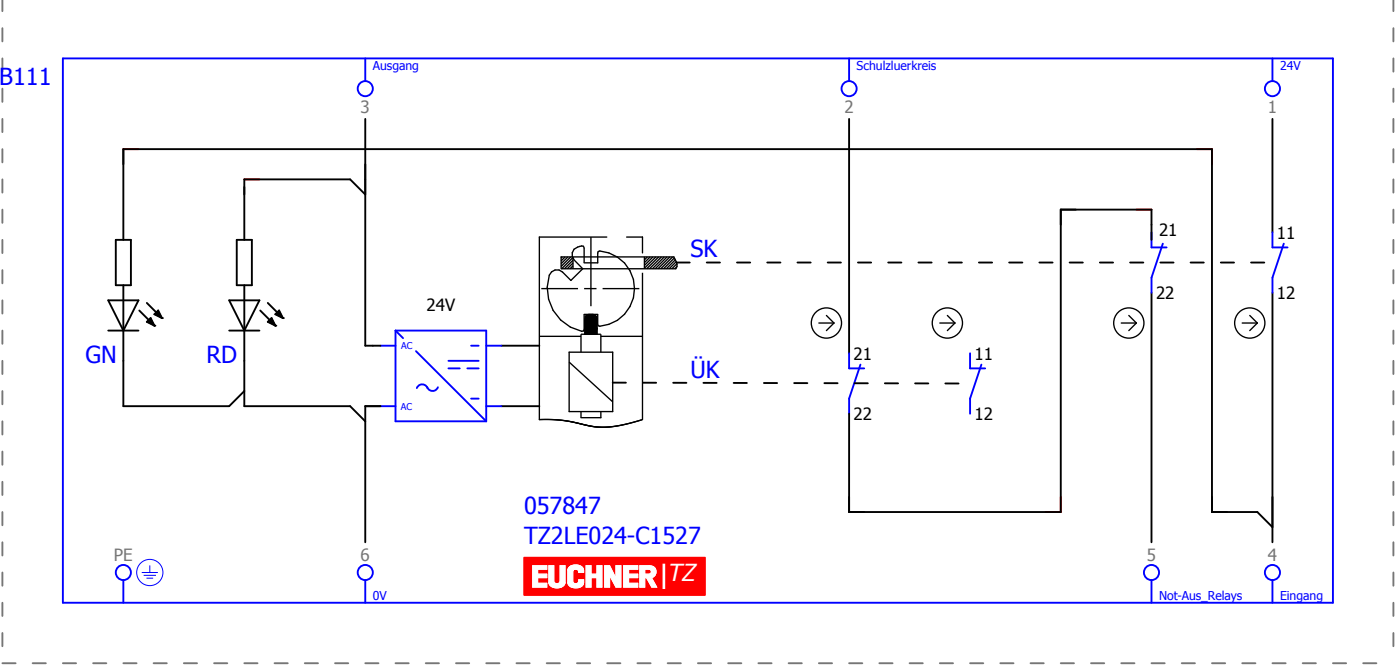 B111
Ausgang
Schulzluerkreis
24V
3
2
1
21
11
SK
22
12
24V
GN
RD
AC
AC
ÜK
21
11
22
12
057847
TZ2LE024-C1527
EUCHNER|TZ
PE
6
5
4
0V
Not-Aus_Relays
Eingang